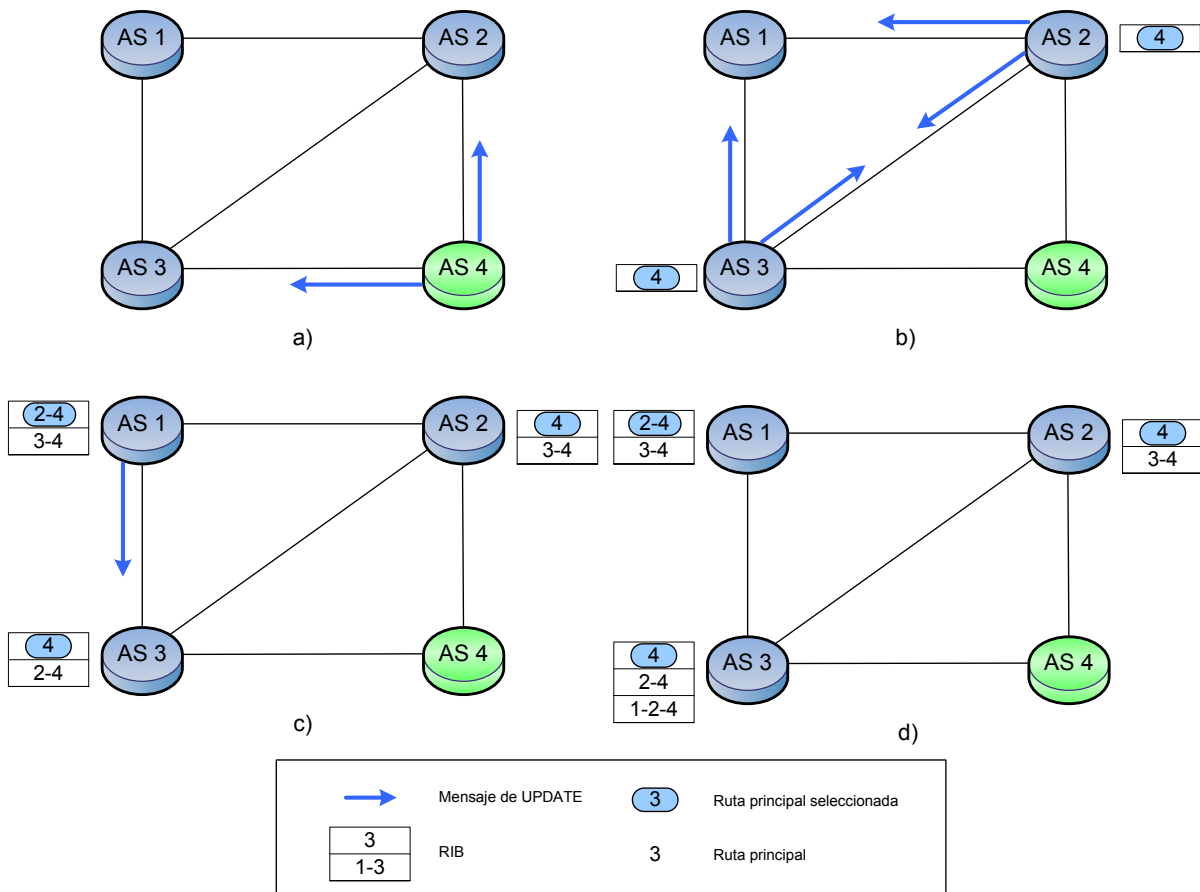 AS 1
AS 2
AS 3
AS 4
a)
AS 1
AS 2
4
4
AS 3
AS 4
b)
2-4
3-4
AS 1
AS 2
4
3-4
4
2-4
AS 3
AS 4
c)
2-4
3-4
AS 1
AS 2
4
3-4
4
2-4
1-2-4
AS 3
AS 4
d)
Mensaje de UPDATE
3
Ruta principal seleccionada
3
1-3
RIB
3
Ruta principal